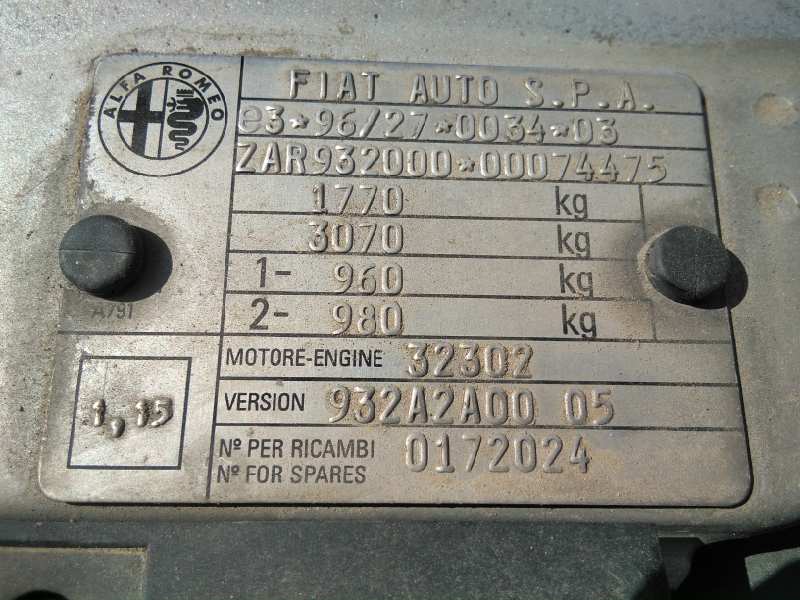 ALFA ROMEO
FIAT AUTO S.P.A.
e3*96/27*0034*03
ZAR932000*00074475
1770 kg
3070 kg
1- 960 kg
2- 980 kg
A791
MOTORE-ENGINE 32302
VERSION 932A2A00 05
1,15
Nº PER RICAMBI 0172024
Nº FOR SPARES